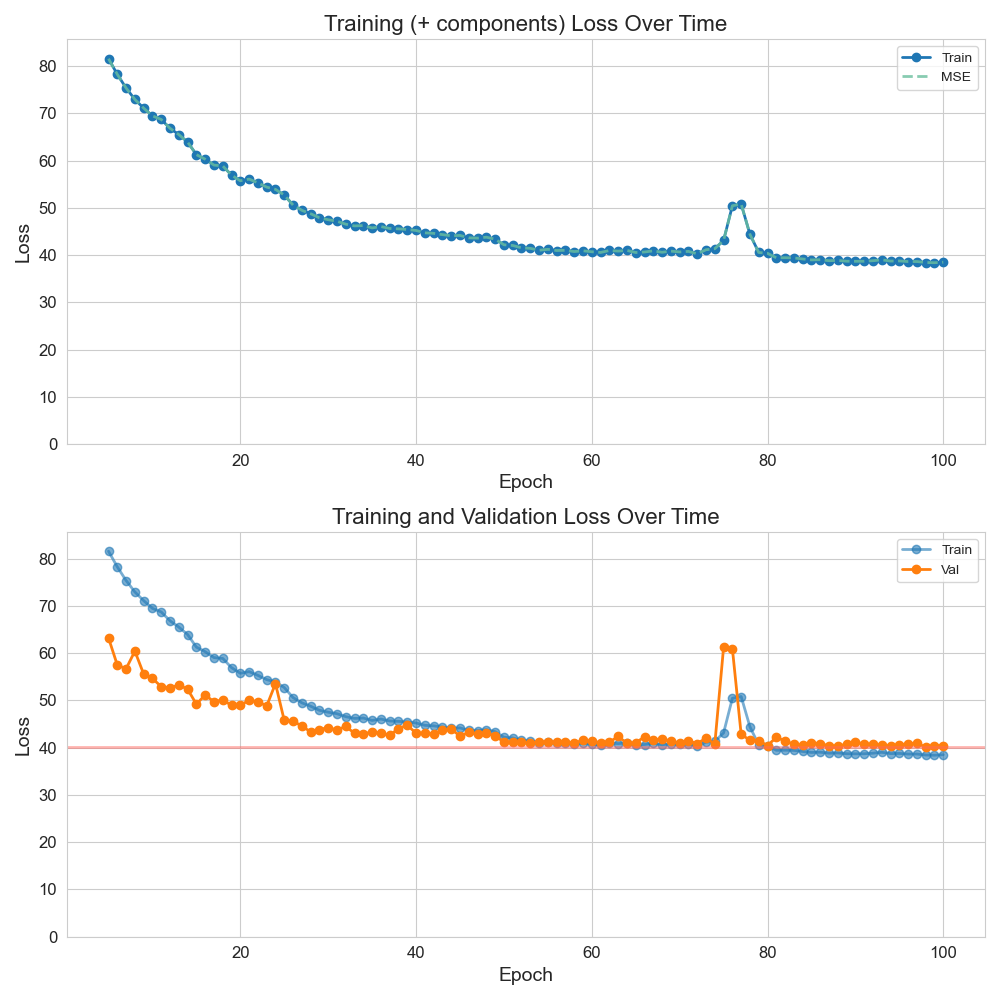 Training (+ components) Loss Over Time
Train
MSE
Loss
80
70
60
50
40
30
20
10
0
20 40 60 80 100
Epoch
Training and Validation Loss Over Time
Train
Val
Loss
80
70
60
50
40
30
20
10
0
20 40 60 80 100
Epoch